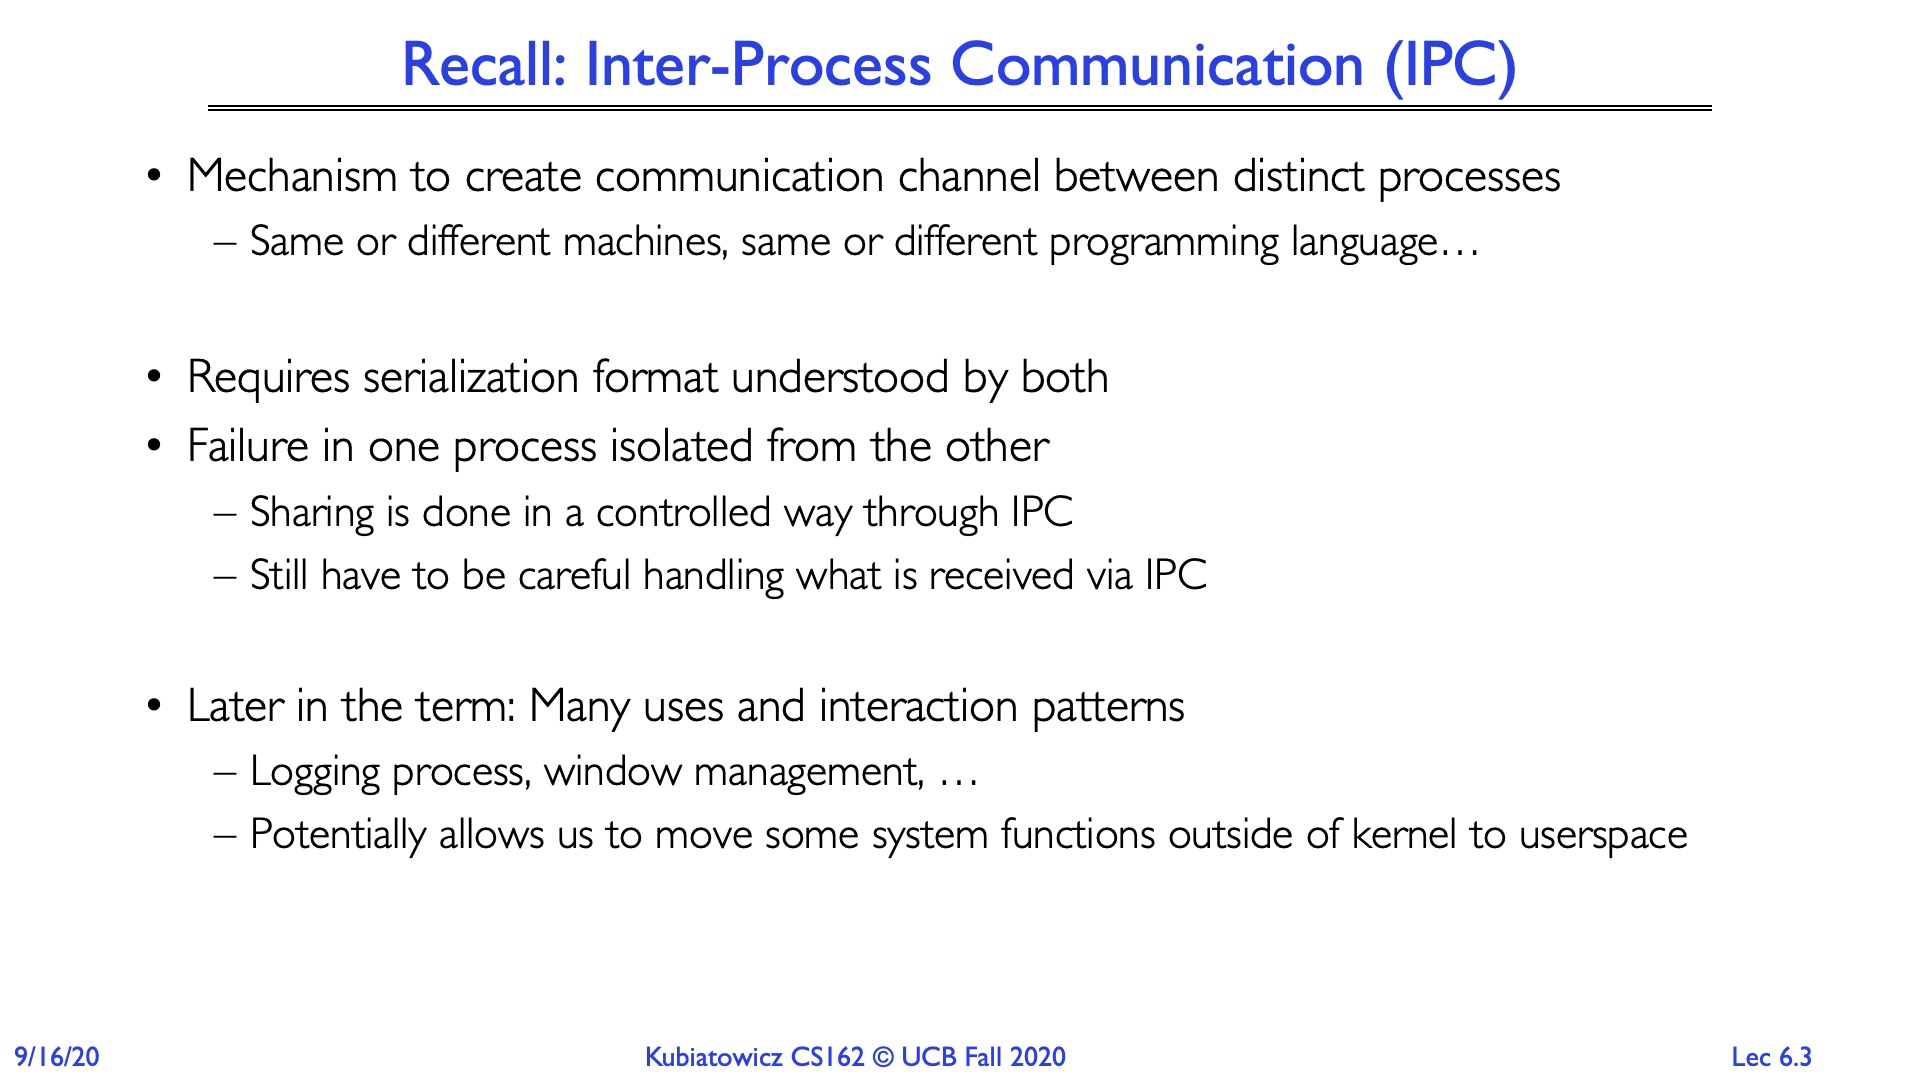 Recall: Inter-Process Communication (IPC)
• Mechanism to create communication channel between distinct processes
– Same or different machines, same or different programming language…
• Requires serialization format understood by both
• Failure in one process isolated from the other
– Sharing is done in a controlled way through IPC
– Still have to be careful handling what is received via IPC
• Later in the term: Many uses and interaction patterns
– Logging process, window management, …
– Potentially allows us to move some system functions outside of kernel to userspace
9/16/20
Kubiatowicz CS162 © UCB Fall 2020
Lec 6.3